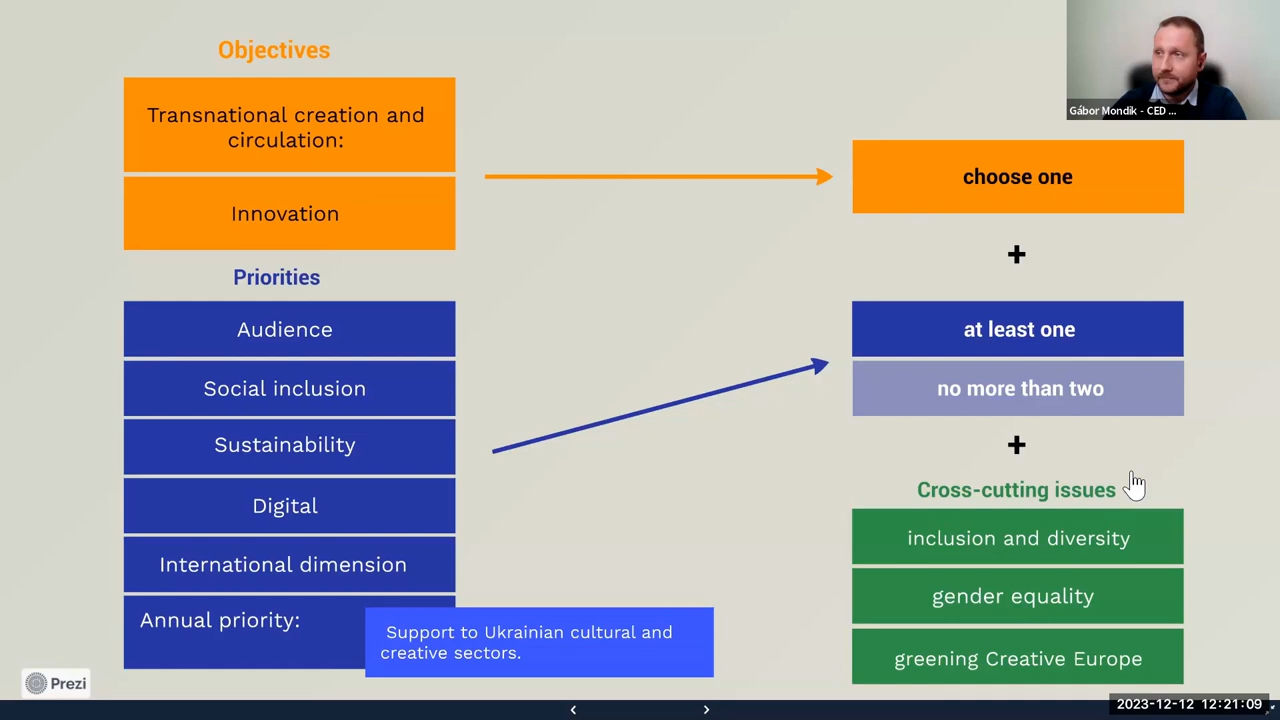 Objectives
Transnational creation and
circulation:
Innovation
Priorities
Audience
Social inclusion
Sustainability
Digital
International dimension
Annual priority:
Support to Ukrainian cultural and
creative sectors.
Gábor Mondik - CED ...
choose one
+
at least one
no more than two
+
Cross-cutting issues
inclusion and diversity
gender equality
greening Creative Europe
Prezi
2023-12-12 12:21:09